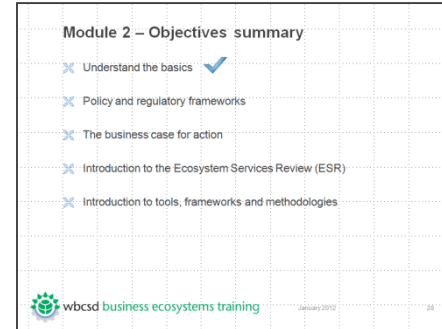 Module 2 – Objectives summary
Understand the basics
Policy and regulatory frameworks
The business case for action
Introduction to the Ecosystem Services Review (ESR)
Introduction to tools, frameworks and methodologies
wbcsd business ecosystems training
January 2012